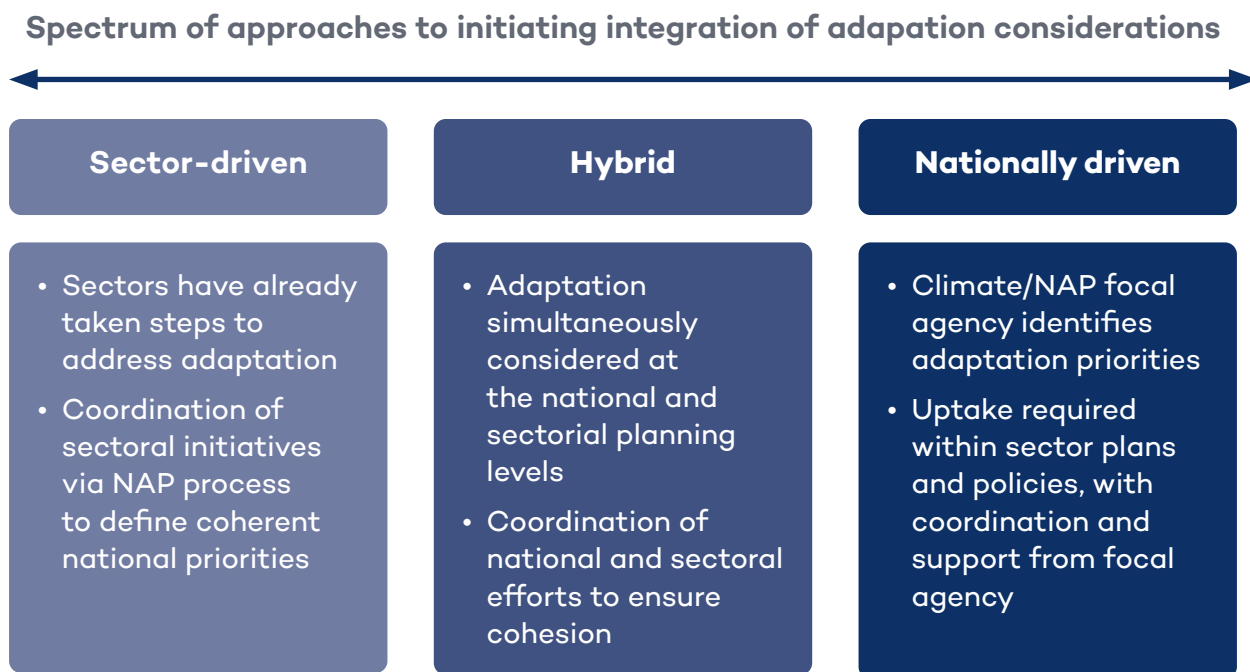 Spectrum of approaches to initiating integration of adapation considerations
Sector-driven
• Sectors have already
taken steps to
address adaptation
• Coordination of
sectoral initiatives
via NAP process
to define coherent
national priorities
Hybrid
• Adaptation
simultaneously
considered at
the national and
sectorial planning
levels
• Coordination of
national and sectoral
efforts to ensure
cohesion
Nationally driven
• Climate/NAP focal
agency identifies
adaptation priorities
• Uptake required
within sector plans
and policies, with
coordination and
support from focal
agency